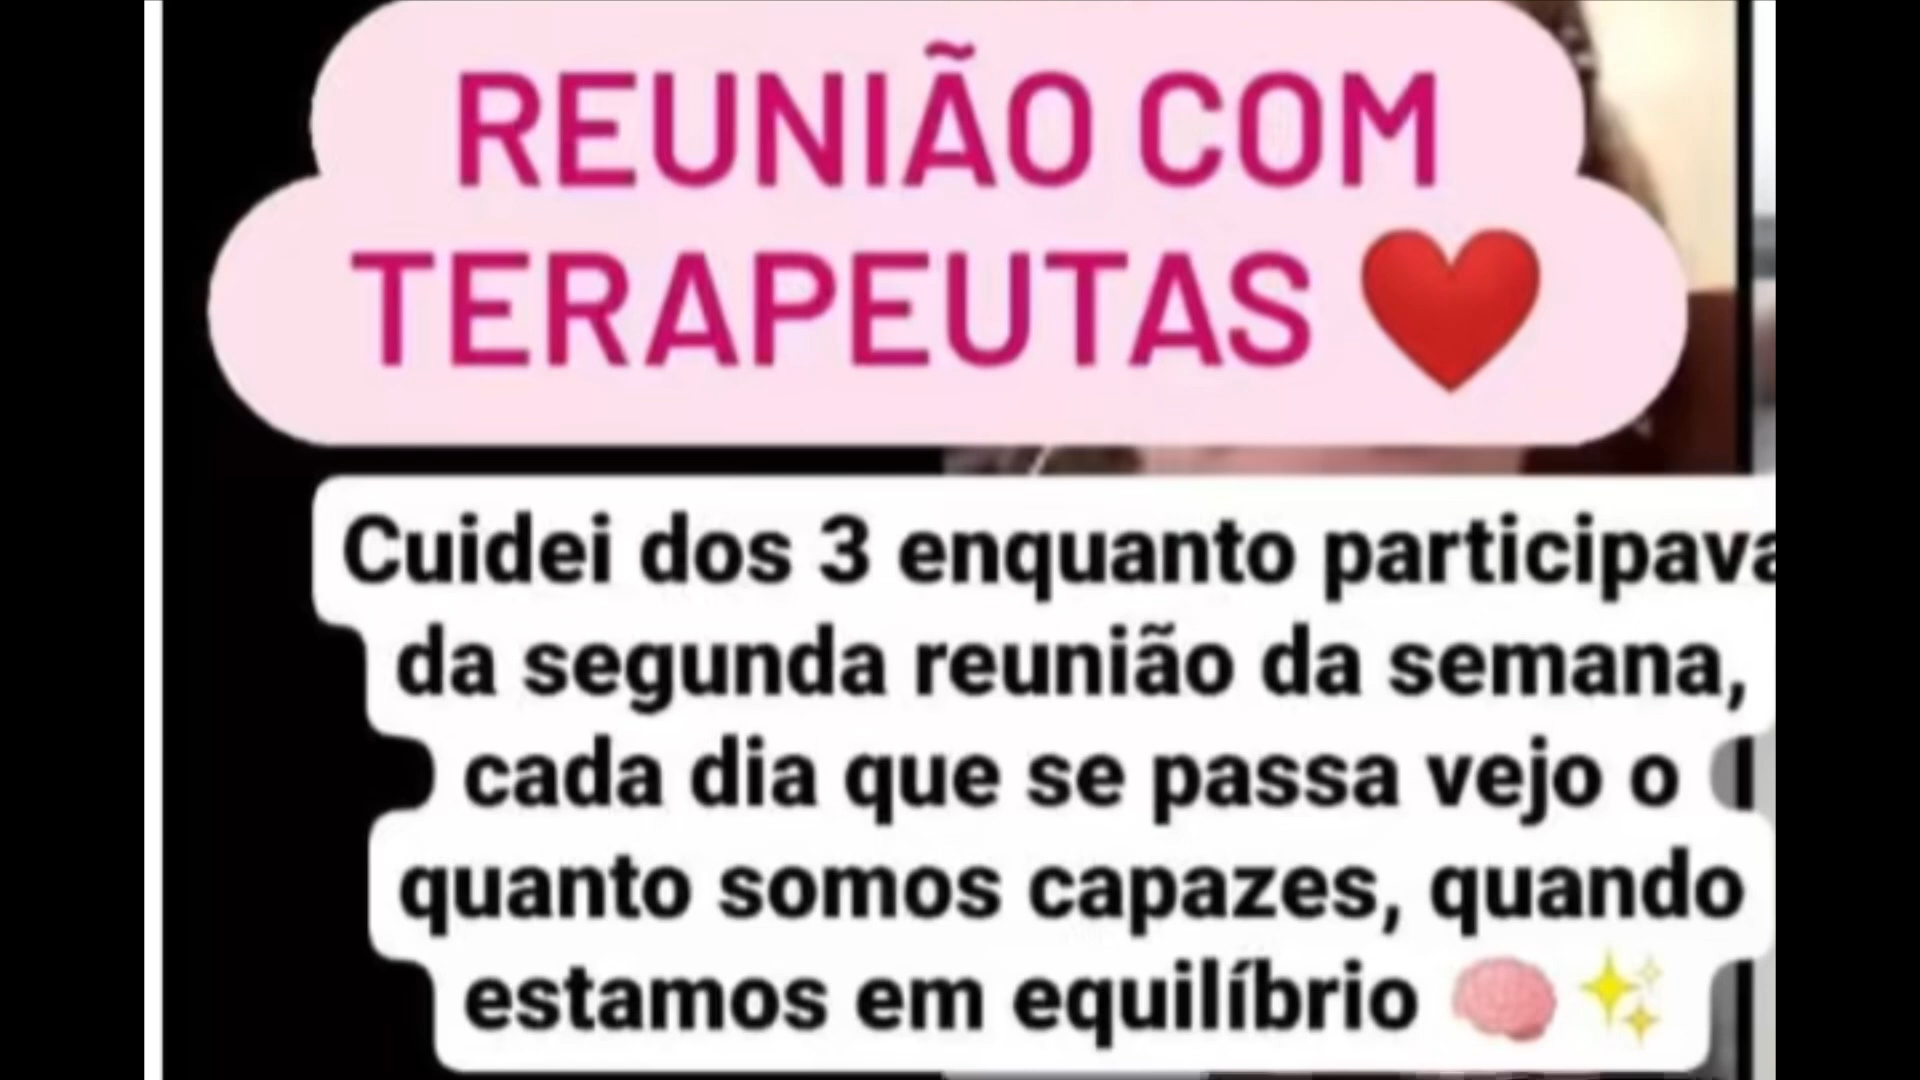 REUNIÃO COM
TERAPEUTAS ❤️
Cuidei dos 3 enquanto participava
da segunda reunião da semana,
cada dia que se passa vejo o
quanto somos capazes, quando
estamos em equilíbrio 🧠✨